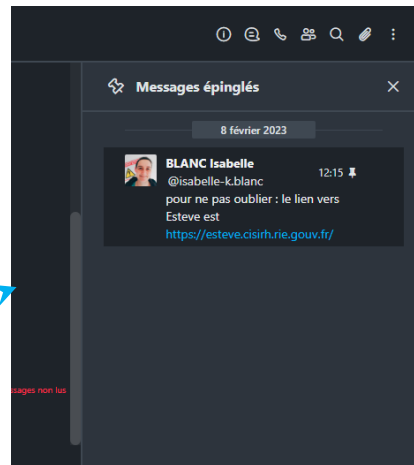 Messages épinglés
8 février 2023
BLANC Isabelle
12:15
@isabelle-k.blanc
pour ne pas oublier : le lien vers
Esteve est
https://esteve.cisirh.rie.gouv.fr/
non lus